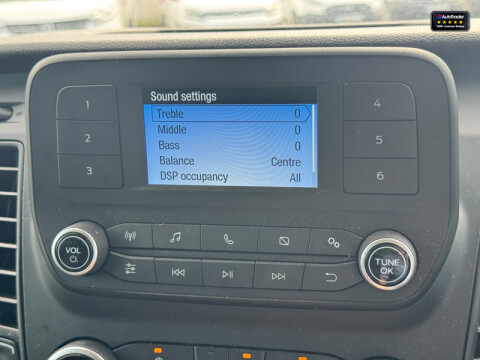 AutoTrader
Sound settings
Treble 0
Middle 0
Bass 0
Balance Centre
DSP occupancy All
1
2
3
4
5
6
VOL
TUNE
OK